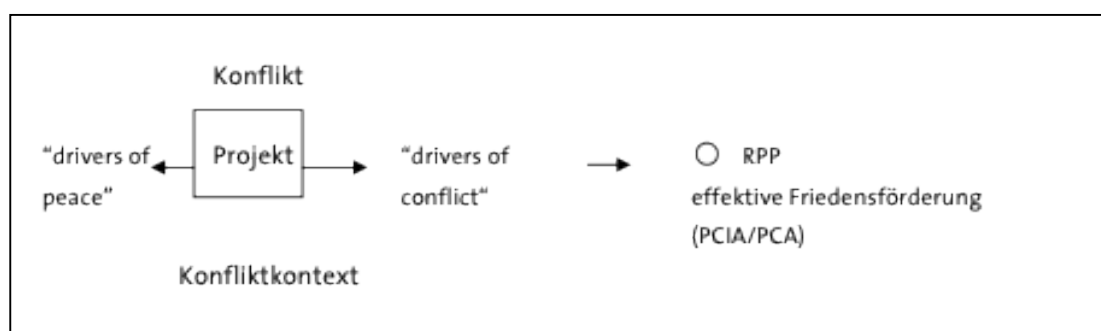 Konflikt
“drivers of
peace”
Projekt
“drivers of
conflict“
RPP
effektive Friedensförderung
(PCIA/PCA)
Konfliktkontext